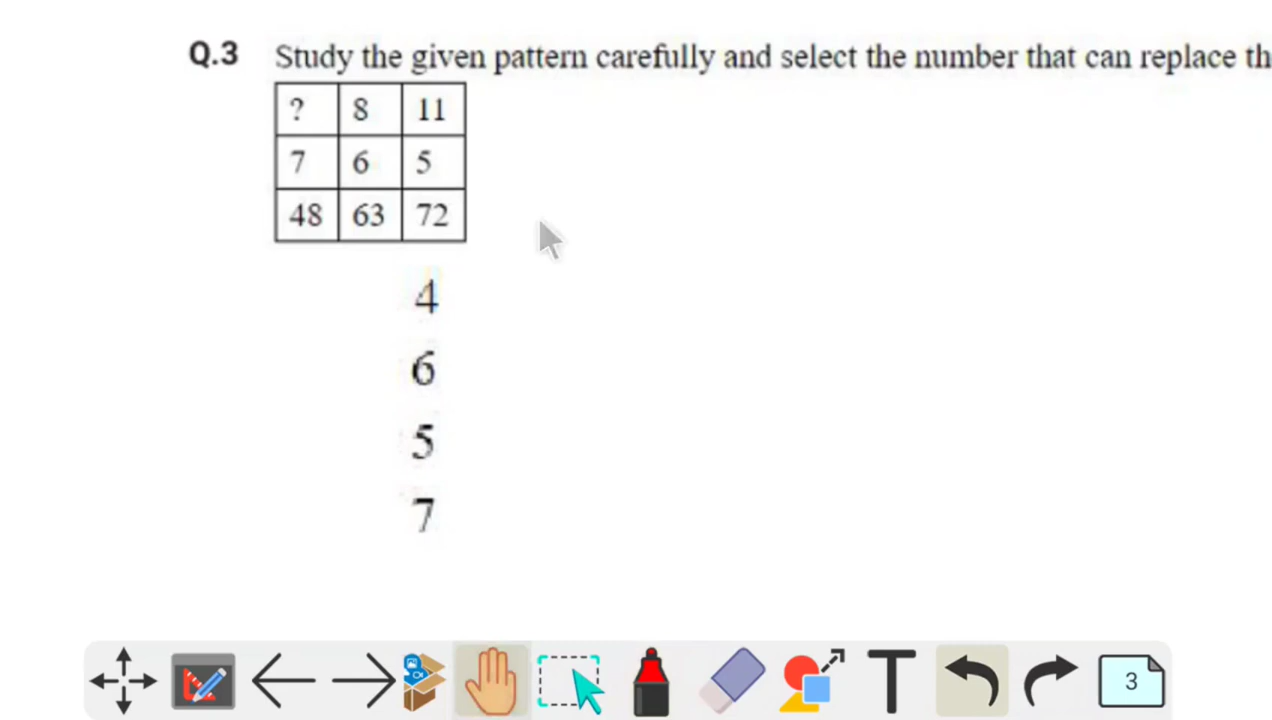 Q.3 Study the given pattern carefully and select the number that can replace th
? 8 11
7 6 5
48 63 72
4
6
5
7
T 3